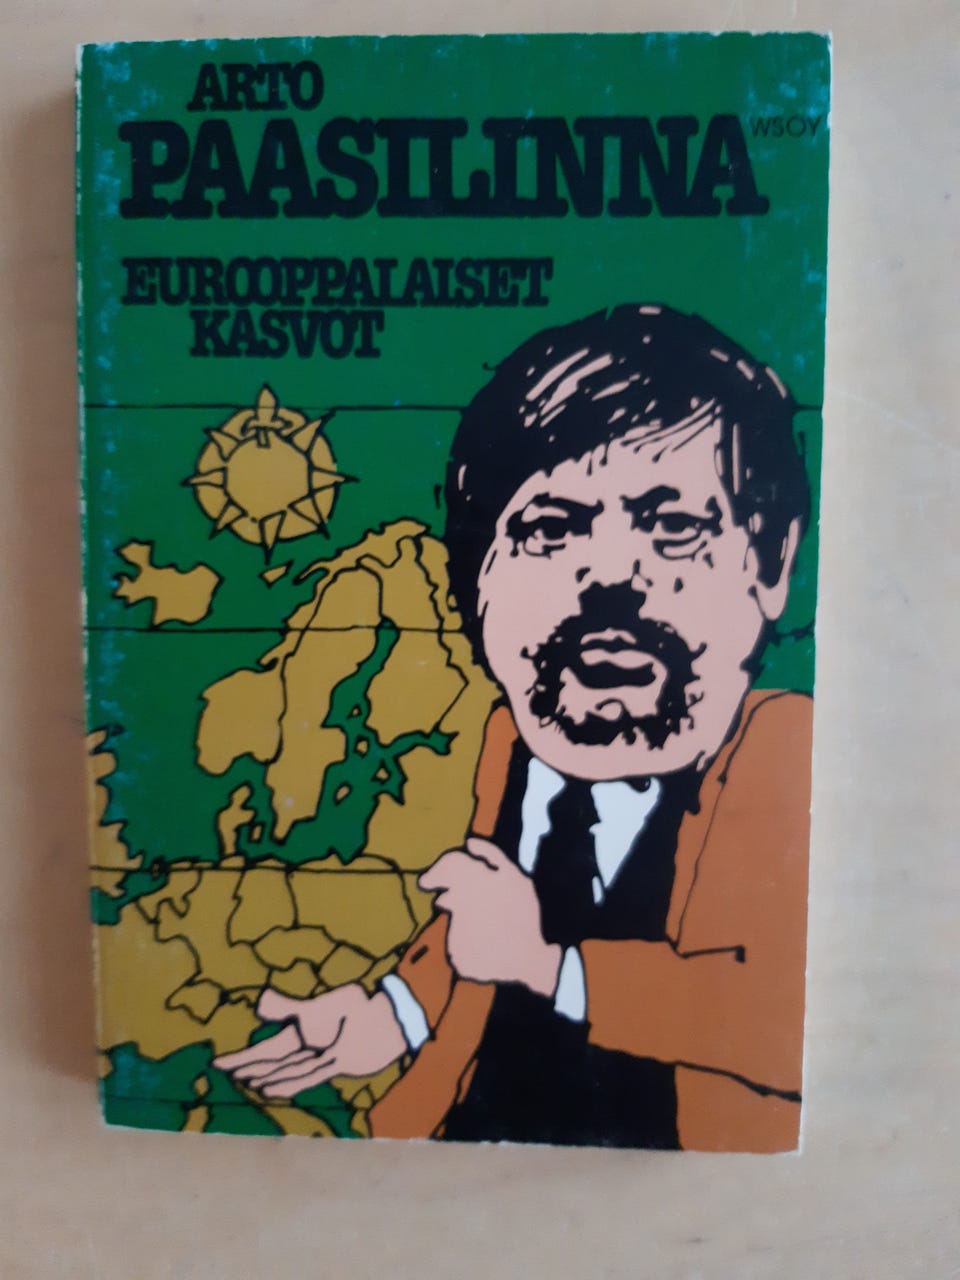 ARTO
PAASILINNA
WSOY
EUROOPPALAISET
KASVOT